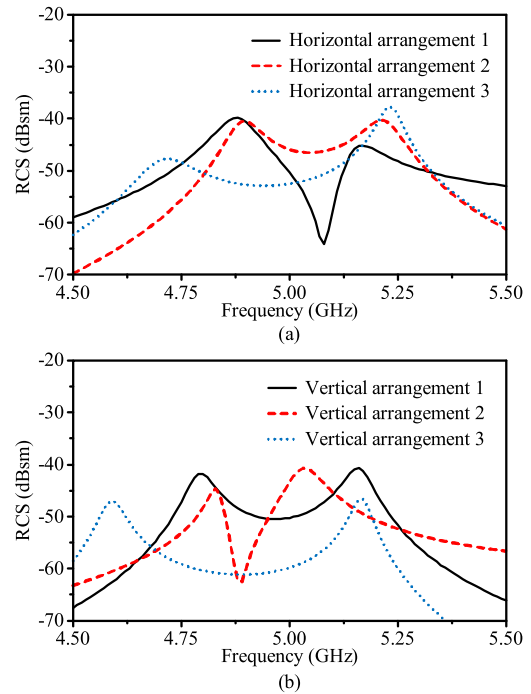 -20
Horizontal arrangement 1
-30
Horizontal arrangement 2
Horizontal arrangement 3
-40
RCS (dBsm)
-50
-60
-70
4.50 4.75 5.00 5.25 5.50
Frequency (GHz)
(a)
-20
Vertical arrangement 1
-30
Vertical arrangement 2
Vertical arrangement 3
-40
RCS (dBsm)
-50
-60
-70
4.50 4.75 5.00 5.25 5.50
Frequency (GHz)
(b)